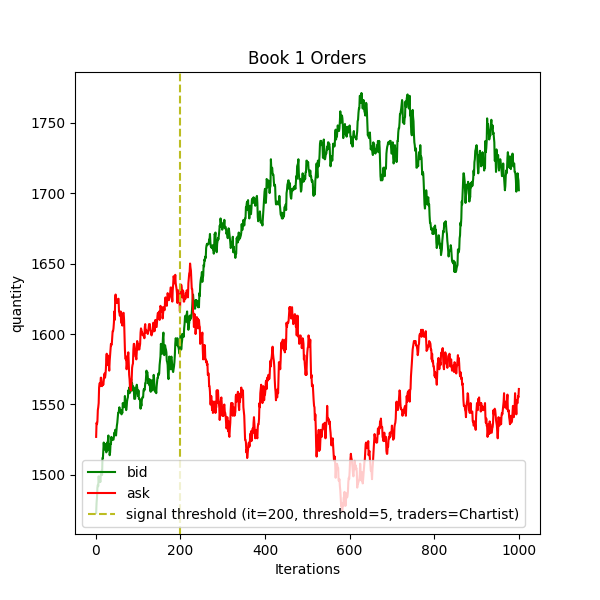 Book 1 Orders
quantity
1750
1700
1650
1600
1550
1500
bid
ask
signal threshold (it=200, threshold=5, traders=Chartist)
0 200 400 600 800 1000
Iterations